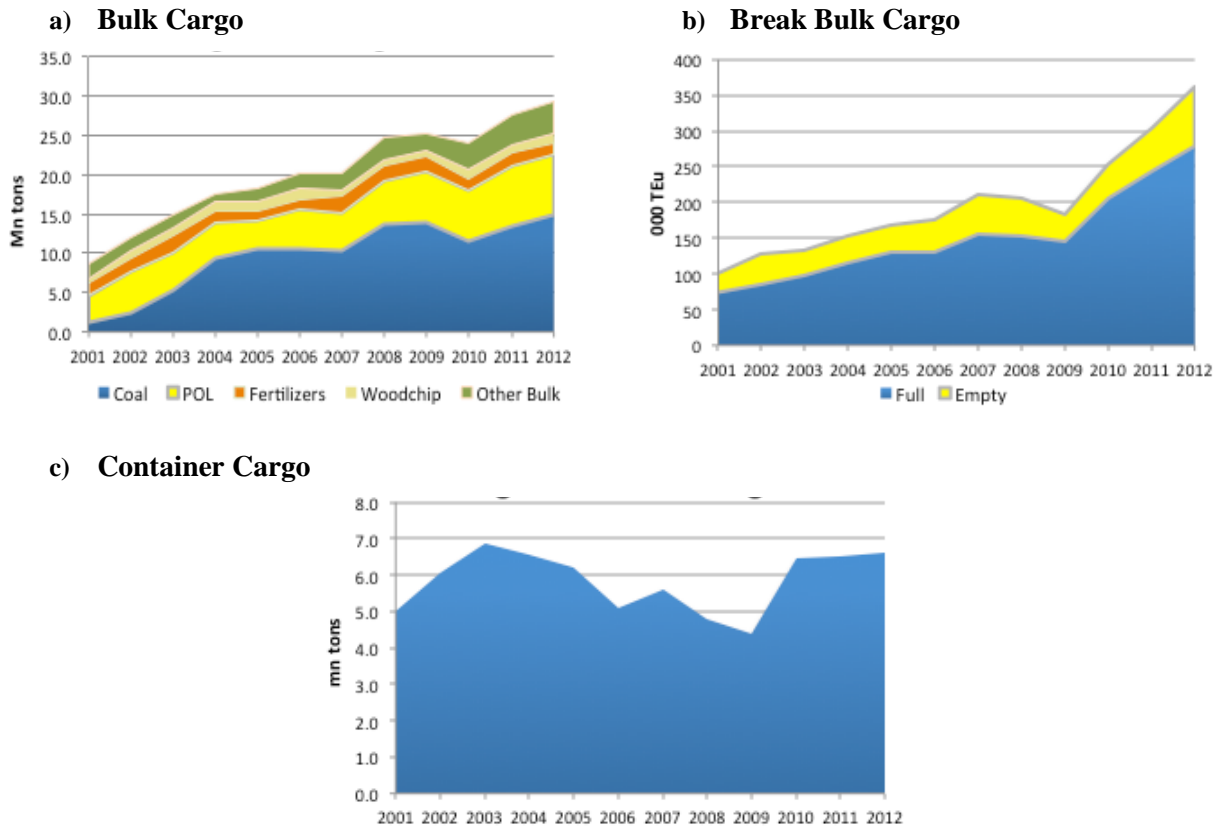 a) Bulk Cargo
35.0
30.0
25.0
20.0
15.0
10.0
5.0
0.0
Mn tons
2001 2002 2003 2004 2005 2006 2007 2008 2009 2010 2011 2012
Coal POL Fertilizers Woodchip Other Bulk
b) Break Bulk Cargo
400
350
300
250
200
150
100
50
0
000 TEu
2001 2002 2003 2004 2005 2006 2007 2008 2009 2010 2011 2012
Full Empty
c) Container Cargo
8.0
7.0
6.0
5.0
4.0
3.0
2.0
1.0
0.0
mn tons
2001 2002 2003 2004 2005 2006 2007 2008 2009 2010 2011 2012